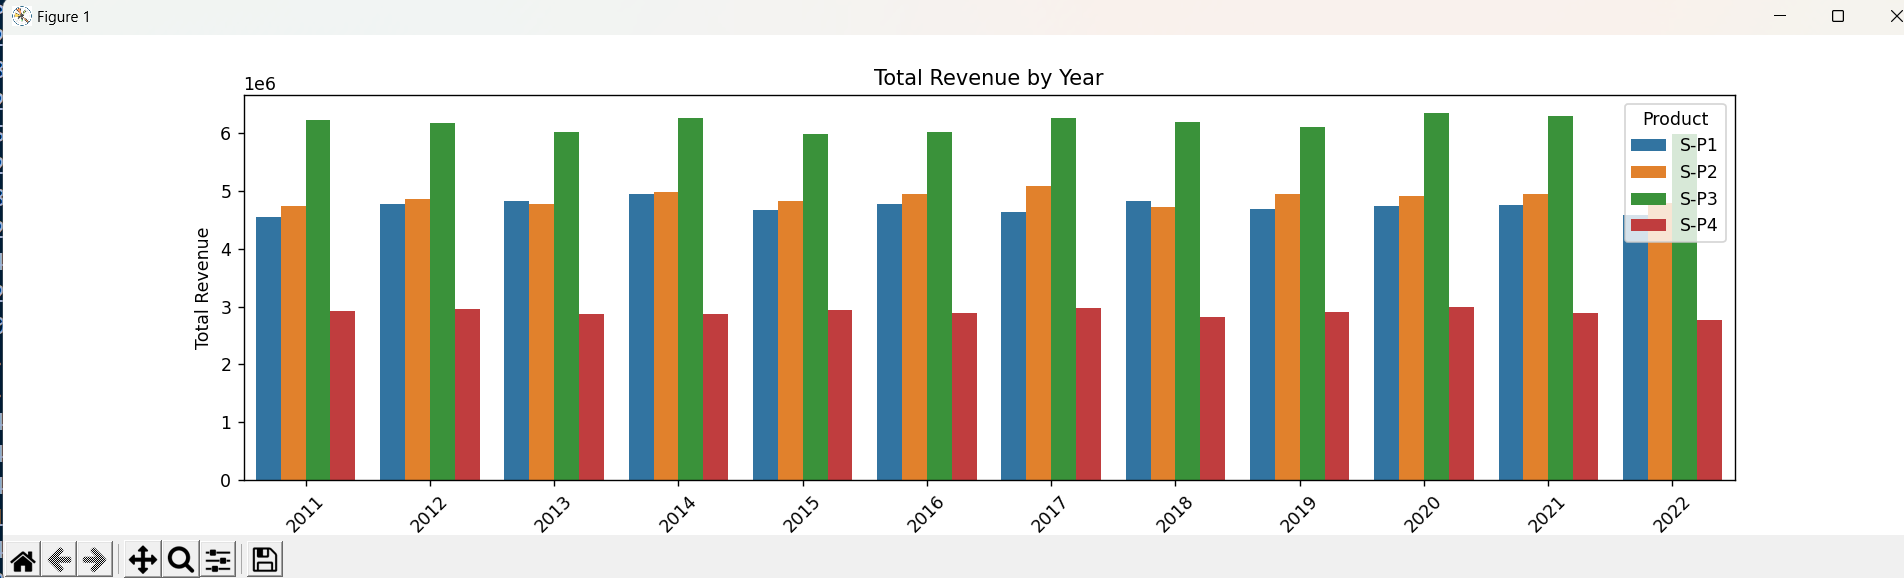 Figure 1
Total Revenue by Year
1e6
Product
S-P1
S-P2
S-P3
S-P4
Total Revenue
6
5
4
3
2
1
0
2011
2012
2013
2014
2015
2016
2017
2018
2019
2020
2021
2022